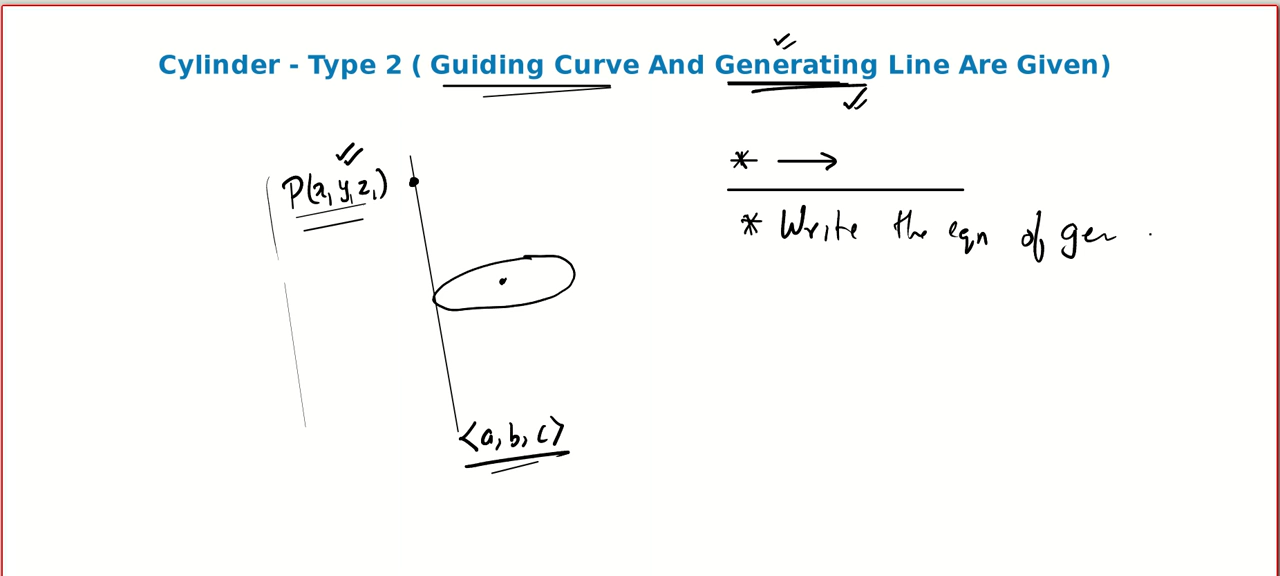 Cylinder - Type 2 ( Guiding Curve And Generating Line Are Given)
P(x₁ y₁ z₁)
* →
* Write the eqn of gen .
<a, b, c>